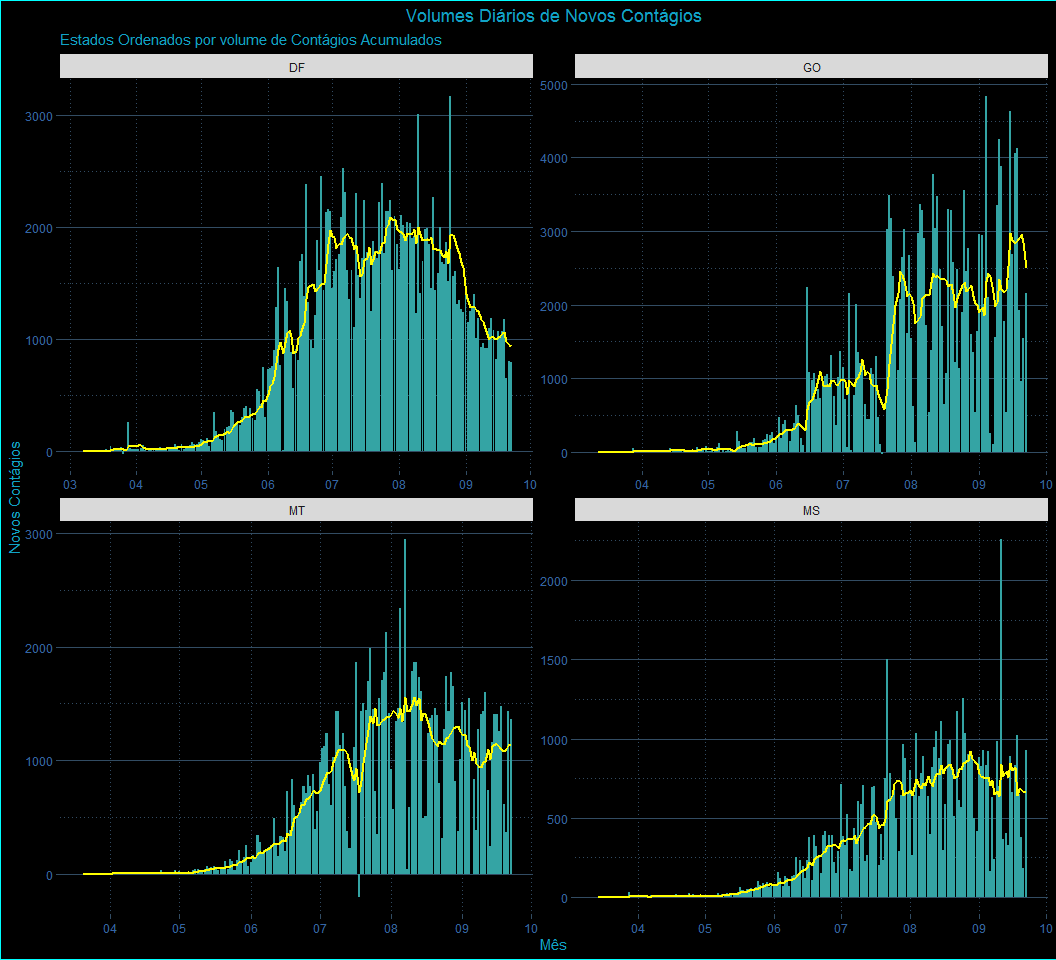 Volumes Diários de Novos Contágios
Estados Ordenados por volume de Contágios Acumulados
DF
3000
2000
1000
0
03 04 05 06 07 08 09 10
GO
5000
4000
3000
2000
1000
0
04 05 06 07 08 09 10
Novos Contágios
MT
3000
2000
1000
0
04 05 06 07 08 09 10
MS
2000
1500
1000
500
0
04 05 06 07 08 09 10
Mês